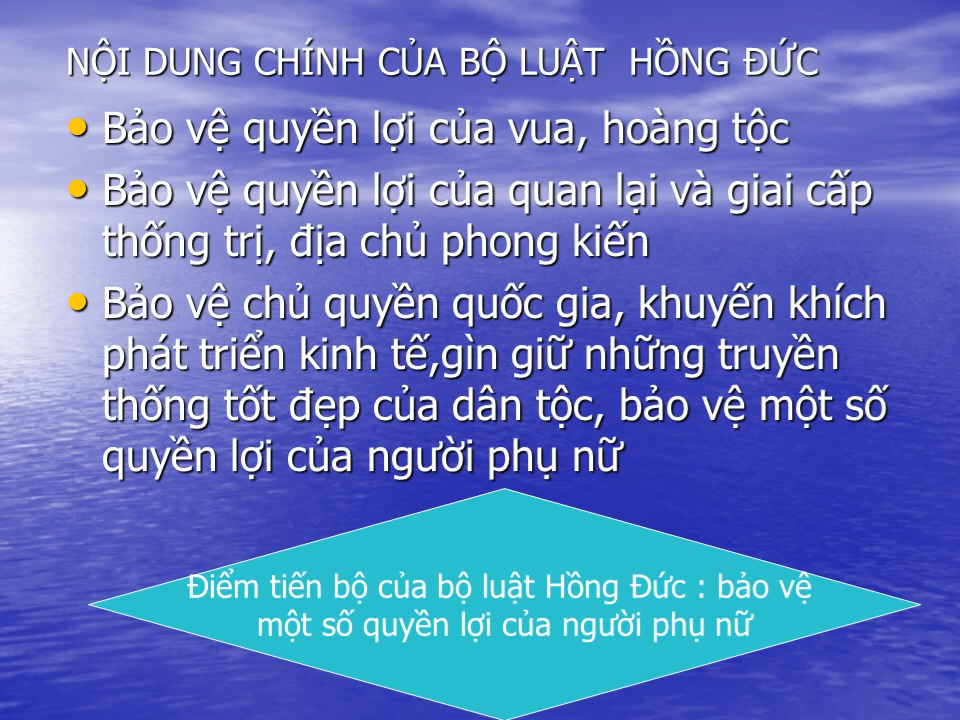 NỘI DUNG CHÍNH CỦA BỘ LUẬT HỒNG ĐỨC
• Bảo vệ quyền lợi của vua, hoàng tộc
• Bảo vệ quyền lợi của quan lại và giai cấp
thống trị, địa chủ phong kiến
• Bảo vệ chủ quyền quốc gia, khuyến khích
phát triển kinh tế,gìn giữ những truyền
thống tốt đẹp của dân tộc, bảo vệ một số
quyền lợi của người phụ nữ
Điểm tiến bộ của bộ luật Hồng Đức : bảo vệ
một số quyền lợi của người phụ nữ